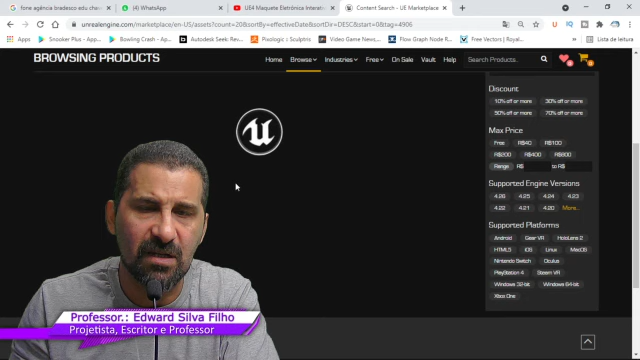 fone agência bradesco edu cha
(4) WhatsApp
UE4 Maquete Eletrônica Interati
Content Search - UE Marketplace
unrealengine.com/marketplace/en-US/assets?count=20&sortBy=effectiveDate&sortDir=DESC&start=0&tag=4906
Apps
Bowling Crash - Ap...
Autodesk Seek - Rev...
Pixologic :: Sculptris
Video Game News,...
Flow Graph Node R...
Free Vectors | Royal...
Lista de leitura
BROWSING PRODUCTS
Home
Browse
Industries
Free
On Sale
Vault
Help
Search Products...
Discount
10% off or more
30% off or more
50% off or more
70% off or more
Max Price
Free
R$40
R$100
R$200
R$400
R$800
Range
R$
to R$
Supported Engine Versions
4.26
4.25
4.24
4.23
4.22
4.21
4.20
More...
Supported Platforms
Android
Gear VR
HoloLens 2
HTML5
iOS
Linux
MacOS
Nintendo Switch
Oculus
PlayStation 4
Steam VR
Windows 32-bit
Windows 64-bit
Xbox One
Professor.: Edward Silva Filho
Projetista, Escritor e Professor